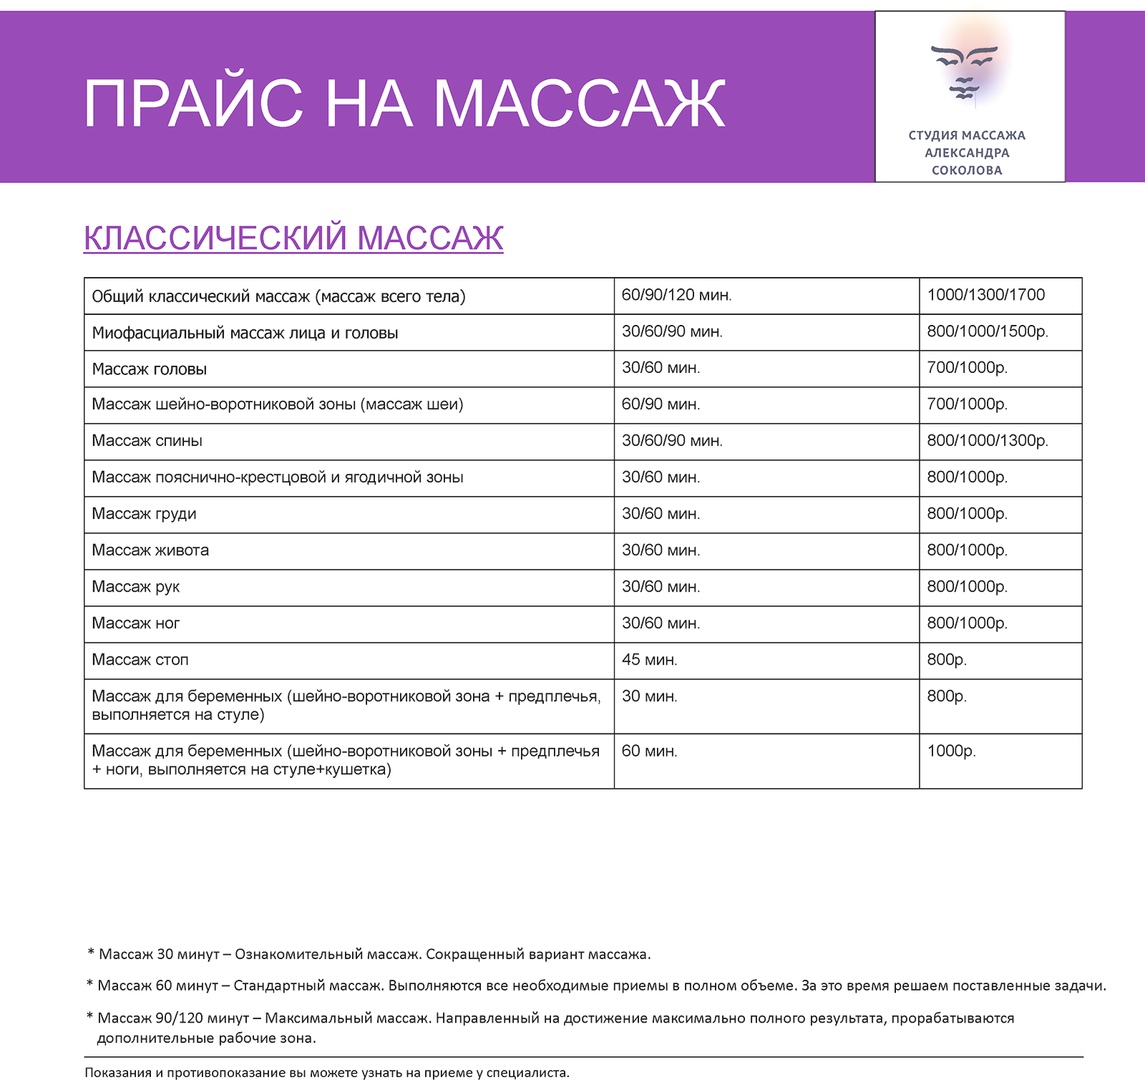 ПРАЙС НА МАССАЖ
СТУДИЯ МАССАЖА
АЛЕКСАНДРА
СОКОЛОВА
КЛАССИЧЕСКИЙ МАССАЖ
Общий классический массаж (массаж всего тела) 60/90/120 мин. 1000/1300/1700
Миофасциальный массаж лица и головы 30/60/90 мин. 800/1000/1500р.
Массаж головы 30/60 мин. 700/1000р.
Массаж шейно-воротниковой зоны (массаж шеи) 60/90 мин. 700/1000р.
Массаж спины 30/60/90 мин. 800/1000/1300р.
Массаж пояснично-крестцовой и ягодичной зоны 30/60 мин. 800/1000р.
Массаж груди 30/60 мин. 800/1000р.
Массаж живота 30/60 мин. 800/1000р.
Массаж рук 30/60 мин. 800/1000р.
Массаж ног 30/60 мин. 800/1000р.
Массаж стоп 45 мин. 800р.
Массаж для беременных (шейно-воротниковой зона + предплечья, 30 мин. 800р.
выполняется на стуле)
Массаж для беременных (шейно-воротниковой зоны + предплечья 60 мин. 1000р.
+ ноги, выполняется на стуле+кушетка)
* Массаж 30 минут – Ознакомительный массаж. Сокращенный вариант массажа.
* Массаж 60 минут – Стандартный массаж. Выполняются все необходимые приемы в полном объеме. За это время решаем поставленные задачи.
* Массаж 90/120 минут – Максимальный массаж. Направленный на достижение максимально полного результата, прорабатываются
дополнительные рабочие зона.
Показания и противопоказание вы можете узнать на приеме у специалиста.